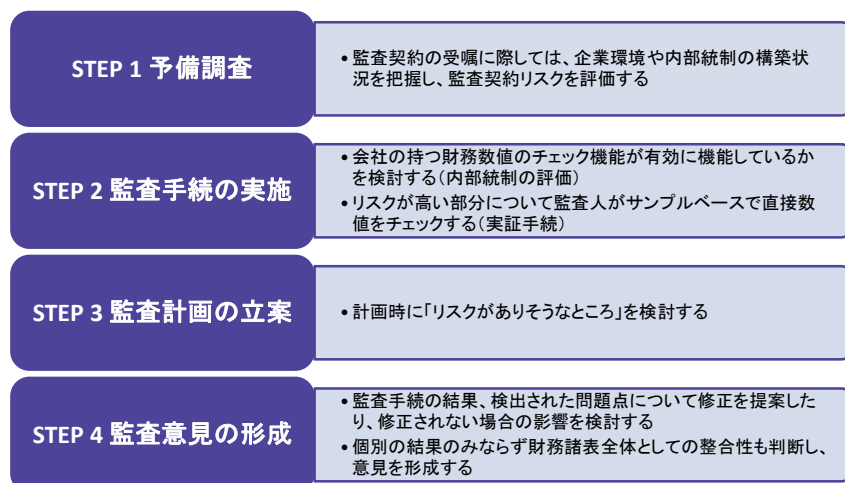 STEP 1 予備調査
• 監査契約の受嘱に際しては、企業環境や内部統制の構築状
況を把握し、監査契約リスクを評価する
STEP 2 監査手続の実施
• 会社の持つ財務数値のチェック機能が有効に機能しているか
を検討する(内部統制の評価)
• リスクが高い部分について監査人がサンプルベースで直接数
値をチェックする(実証手続)
STEP 3 監査計画の立案
• 計画時に「リスクがありそうなところ」を検討する
STEP 4 監査意見の形成
• 監査手続の結果、検出された問題点について修正を提案した
り、修正されない場合の影響を検討する
• 個別の結果のみならず財務諸表全体としての整合性も判断し、
意見を形成する